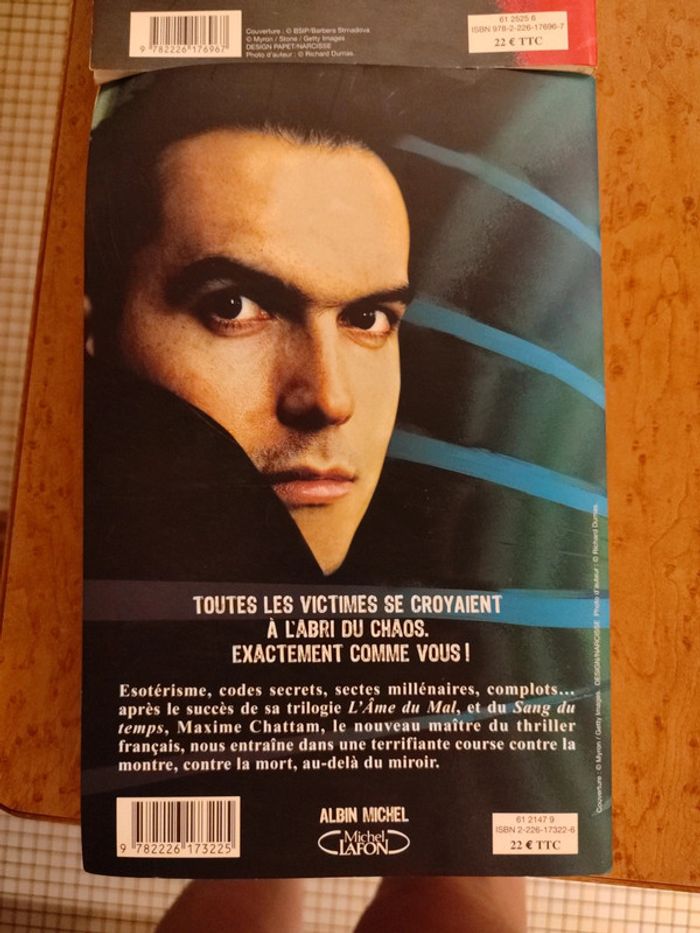 9 782226 176967
Couverture : © BSIP/Barbera Strnadova
© Myron / Stone / Getty Images
DESIGN PAPET/NARCISSE
Photo d'auteur : © Richard Dumas.
61 2525 6
ISBN 978-2-226-17696-7
22 € TTC
TOUTES LES VICTIMES SE CROYAIENT
À L'ABRI DU CHAOS.
EXACTEMENT COMME VOUS !
Esotérisme, codes secrets, sectes millénaires, complots…
après le succès de sa trilogie L'Âme du Mal, et du Sang du
temps, Maxime Chattam, le nouveau maître du thriller
français, nous entraîne dans une terrifiante course contre la
montre, contre la mort, au-delà du miroir.
Couverture : © Myron / Getty Images. DESIGN/NARCISSE Photo d'auteur : © Richard Dumas.
9 782226 173225
ALBIN MICHEL
Michel
LAFON
61 2147 9
ISBN 2-226-17322-6
22 € TTC